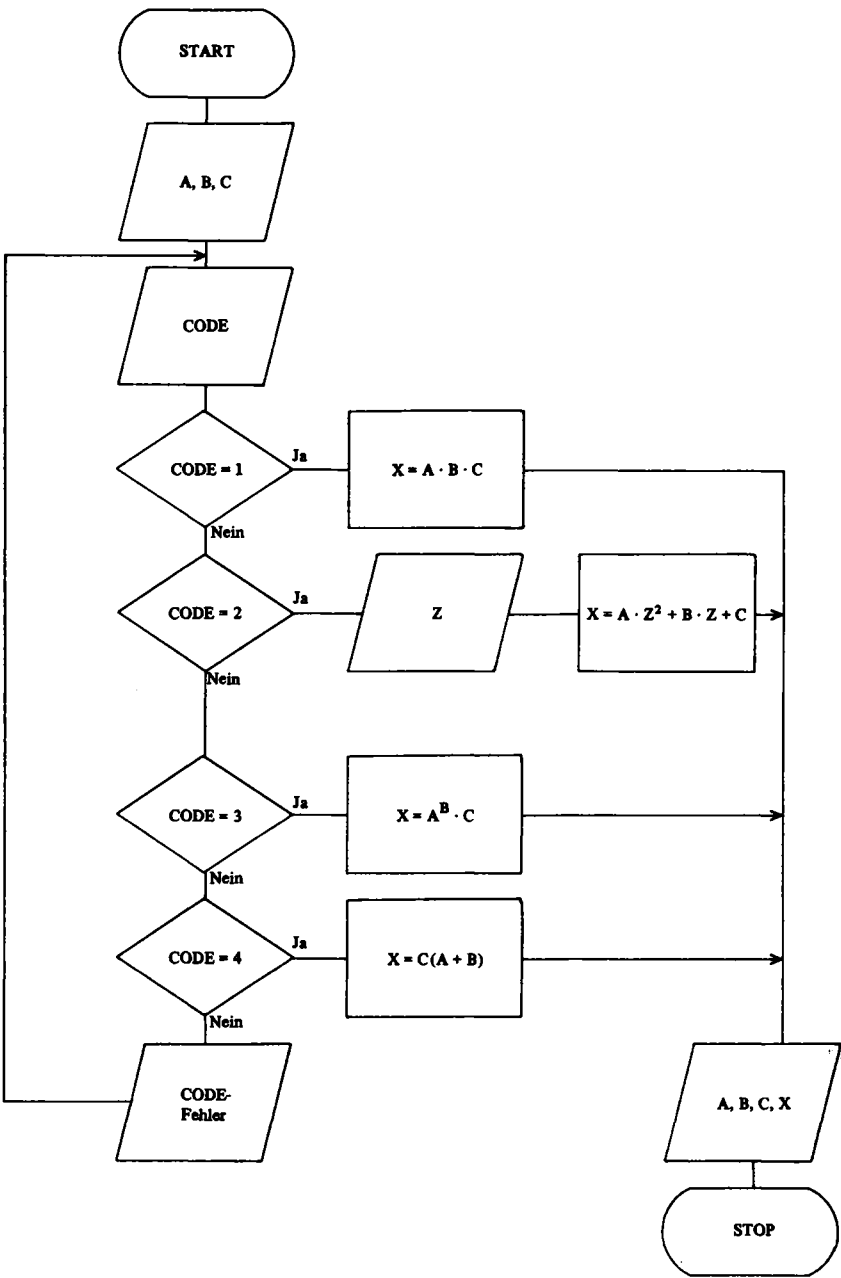 START
A, B, C
CODE
CODE = 1
Ja
X = A · B · C
Nein
CODE = 2
Ja
Z
X = A · Z² + B · Z + C
Nein
CODE = 3
Ja
X = Aᴮ · C
Nein
CODE = 4
Ja
X = C(A + B)
Nein
CODE-
Fehler
A, B, C, X
STOP